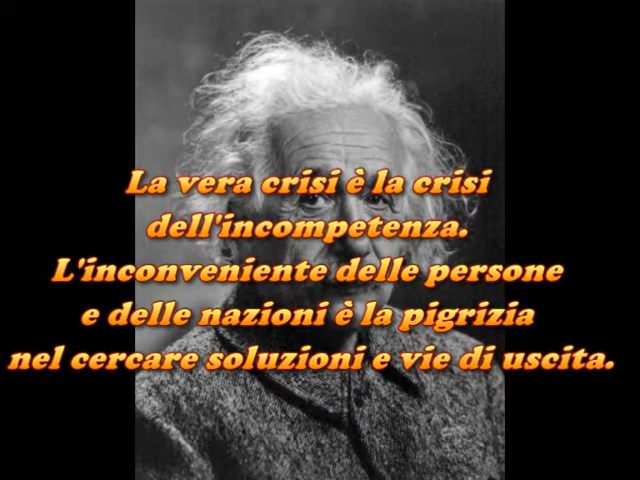 La vera crisi è la crisi
dell'incompetenza.
L'inconveniente delle persone
e delle nazioni è la pigrizia
nel cercare soluzioni e vie di uscita.